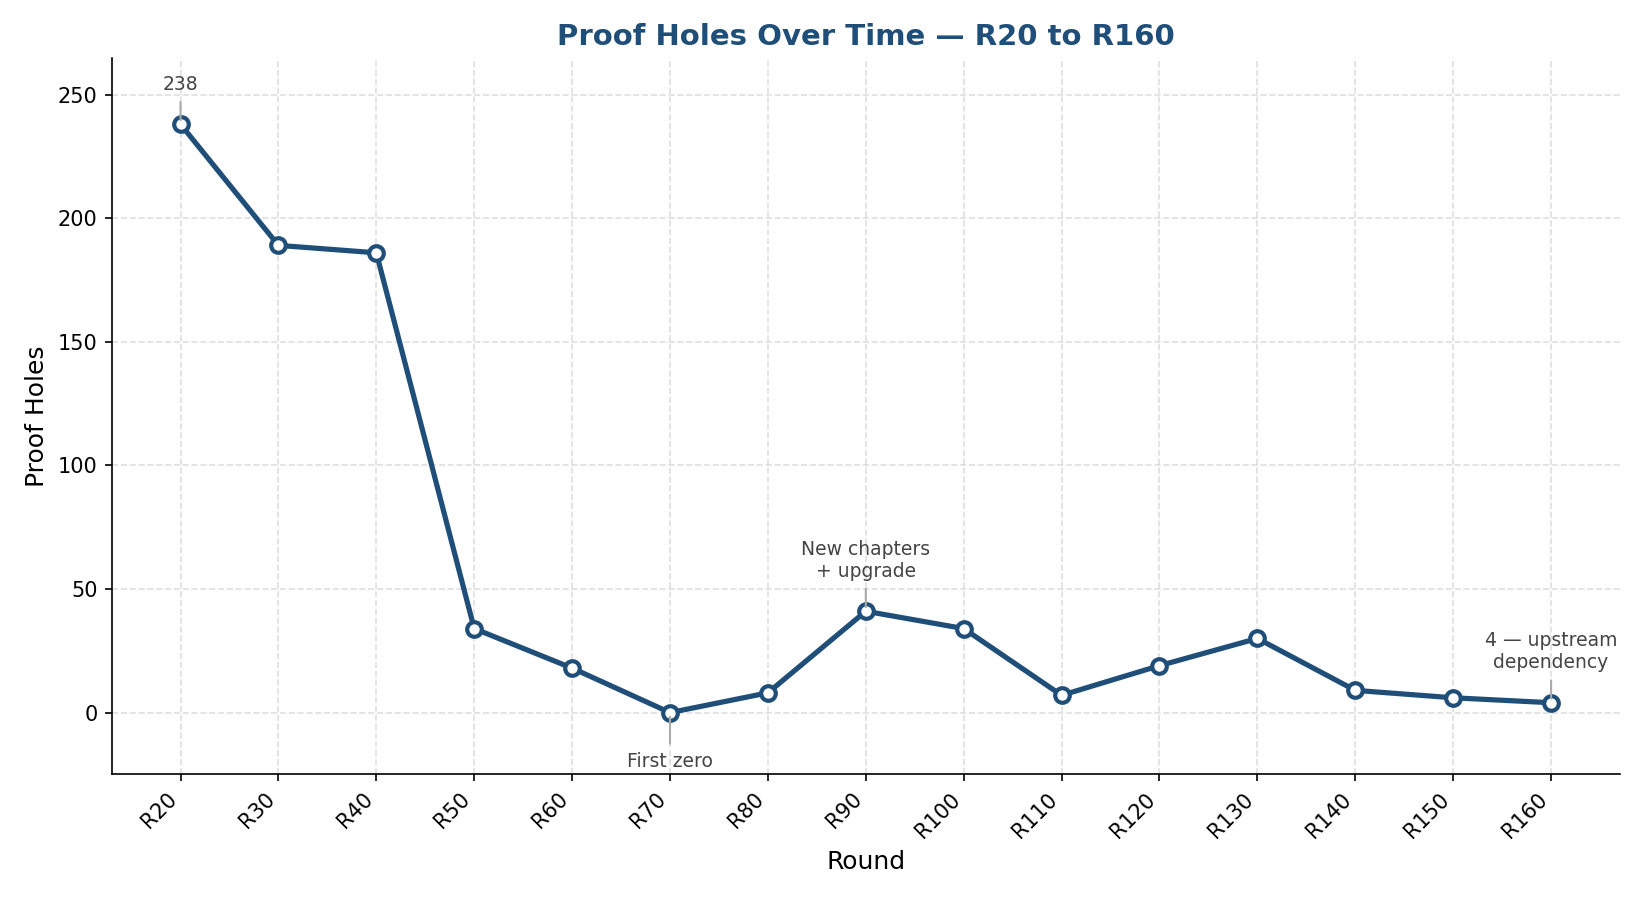 Proof Holes Over Time — R20 to R160
238
250
200
150
100
50
0
Proof Holes
New chapters
+ upgrade
4 — upstream
dependency
First zero
R20
R30
R40
R50
R60
R70
R80
R90
R100
R110
R120
R130
R140
R150
R160
Round